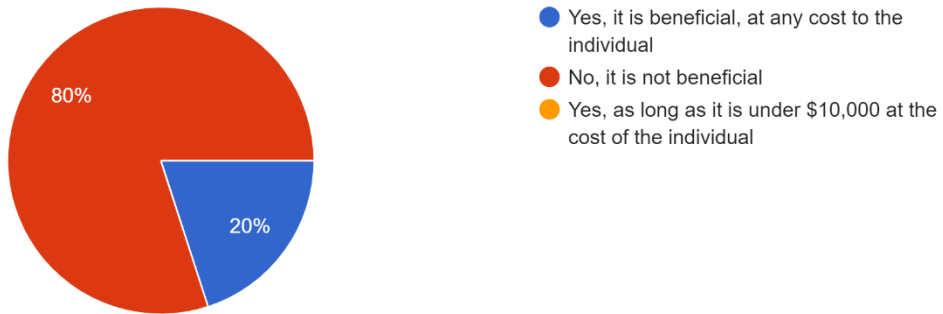 80%
20%
Yes, it is beneficial, at any cost to the
individual
No, it is not beneficial
Yes, as long as it is under $10,000 at the
cost of the individual